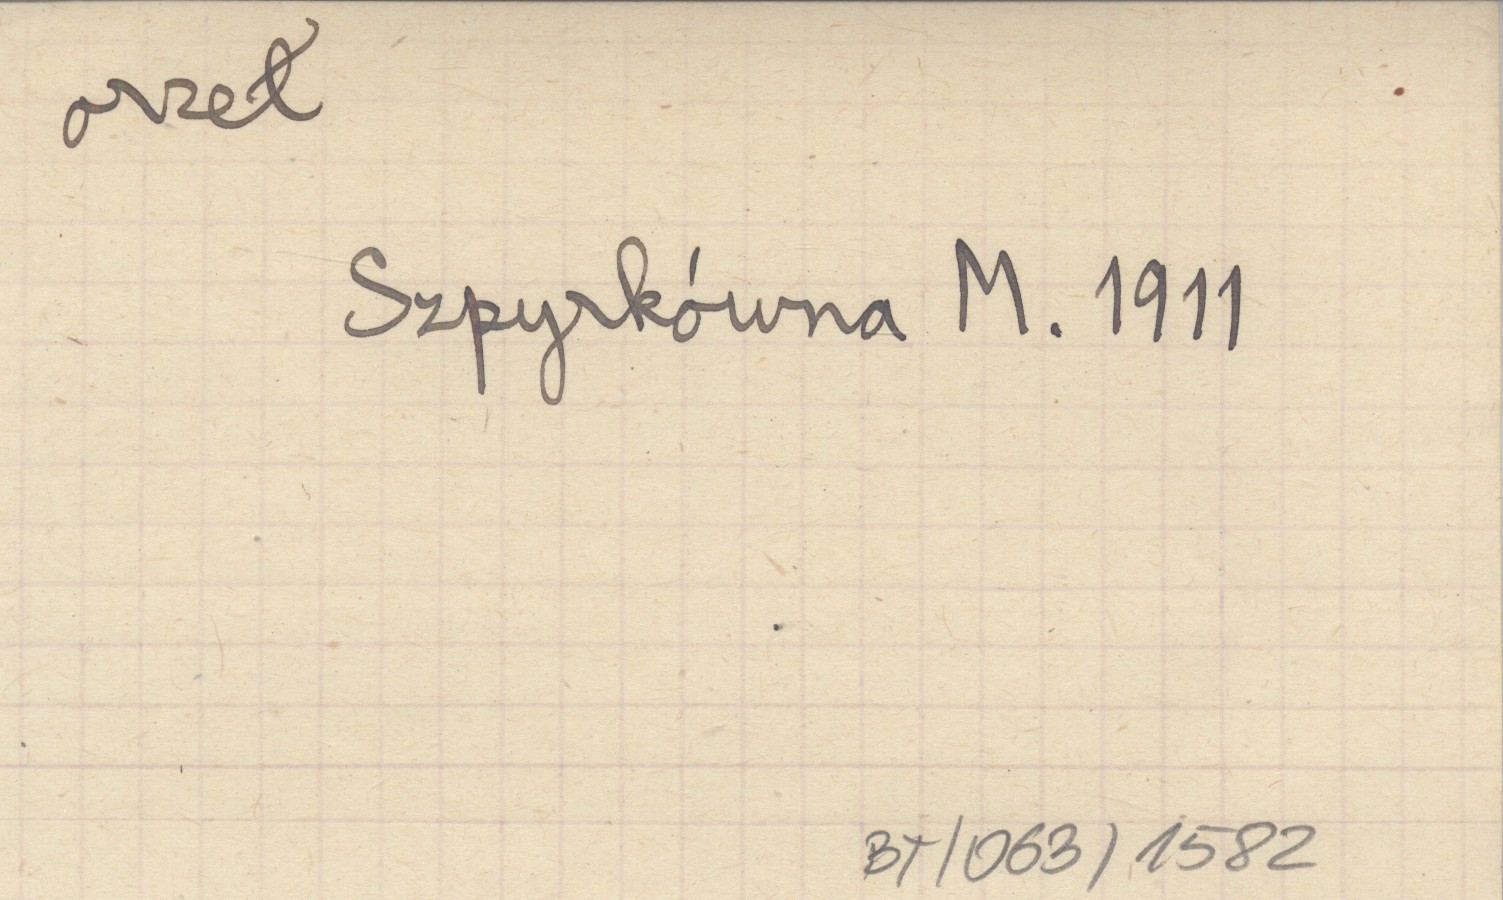 orzeł
Szpyrkówna M. 1911
BT/063/1582